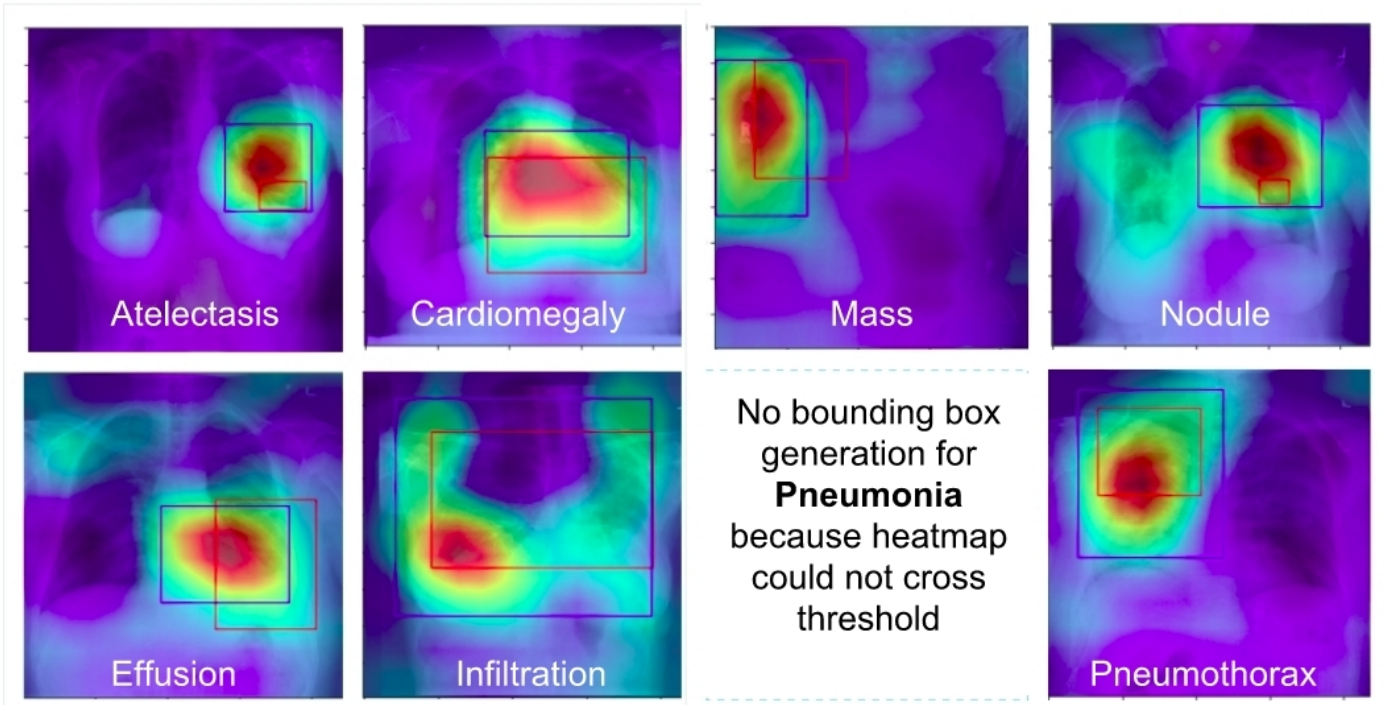 Atelectasis
Cardiomegaly
Mass
Nodule
Effusion
Infiltration
No bounding box
generation for
Pneumonia
because heatmap
could not cross
threshold
Pneumothorax